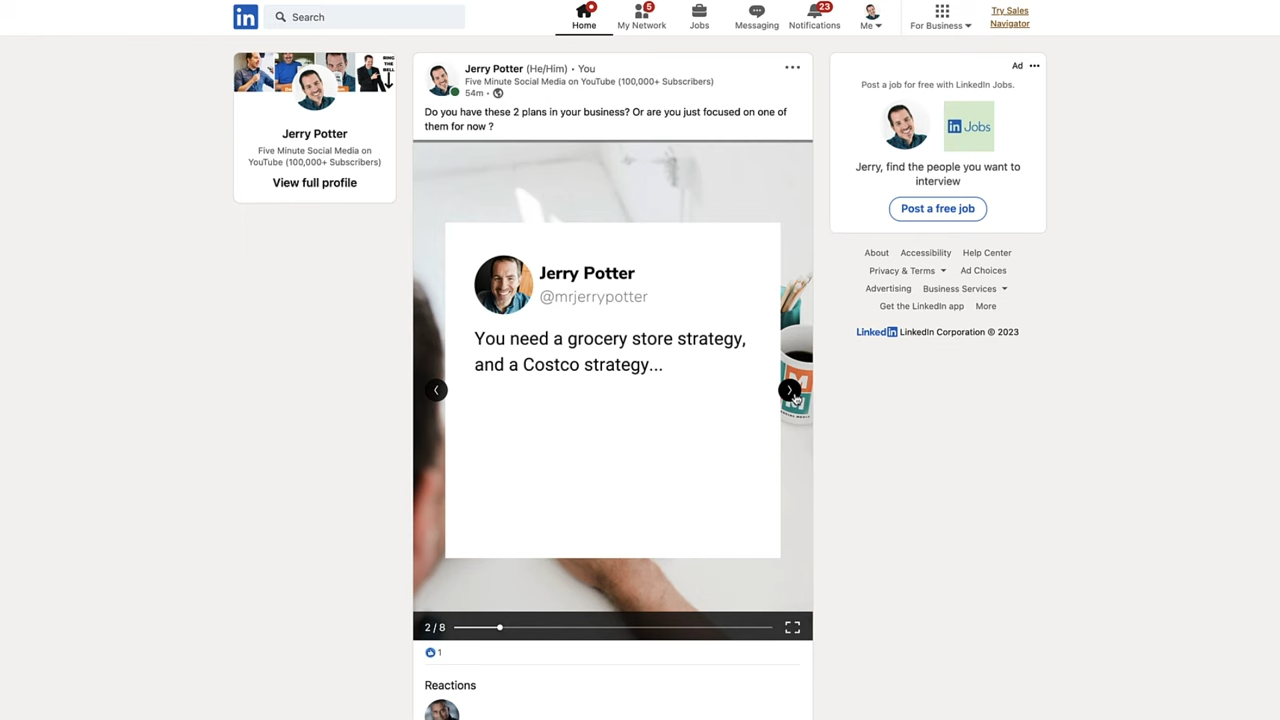 in
Search
5
23
Home
My Network
Jobs
Messaging
Notifications
Me
For Business
Try Sales
Navigator
RING
THE
BELL
Jerry Potter
Five Minute Social Media on
YouTube (100,000+ Subscribers)
View full profile
Jerry Potter (He/Him) • You
Five Minute Social Media on YouTube (100,000+ Subscribers)
54m •
Do you have these 2 plans in your business? Or are you just focused on one of
them for now ?
Jerry Potter
@mrjerrypotter
You need a grocery store strategy,
and a Costco strategy...
2 / 8
1
Reactions
Ad
Post a job for free with LinkedIn Jobs.
in Jobs
Jerry, find the people you want to
interview
Post a free job
About Accessibility Help Center
Privacy & Terms Ad Choices
Advertising Business Services
Get the LinkedIn app More
LinkedIn LinkedIn Corporation © 2023